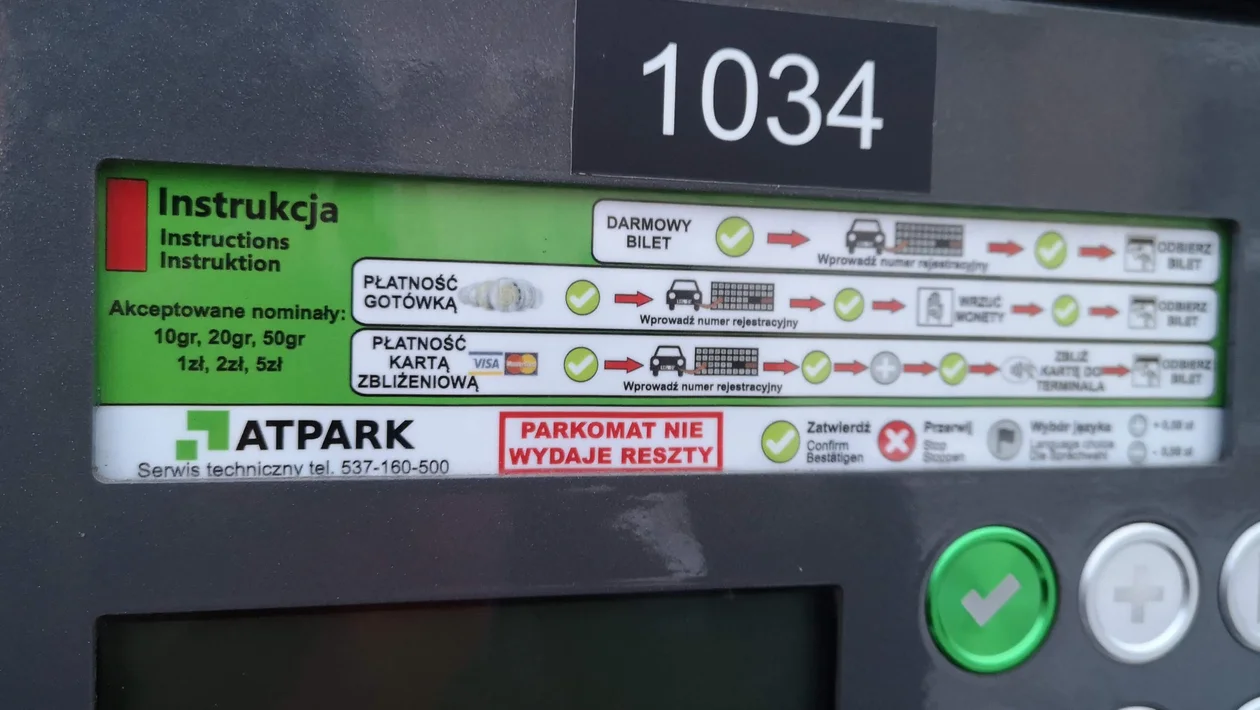 1034
Instrukcja
Instructions
Instruktion
Akceptowane nominały:
10gr, 20gr, 50gr
1zł, 2zł, 5zł
DARMOWY
BILET
Wprowadź numer rejestracyjny
ODBIERZ
BILET
PŁATNOŚĆ
GOTÓWKĄ
Wprowadź numer rejestracyjny
WRZUĆ
MONETY
ODBIERZ
BILET
PŁATNOŚĆ
KARTĄ
ZBLIŻENIOWĄ
VISA
MasterCard
Wprowadź numer rejestracyjny
ZBLIŻ
KARTĘ DO
TERMINALA
ODBIERZ
BILET
ATPARK
Serwis techniczny tel. 537-160-500
PARKOMAT NIE
WYDAJE RESZTY
Zatwierdź
Confirm
Bestätigen
Przerwij
Stop
Stoppen
Wybór języka
Language choice